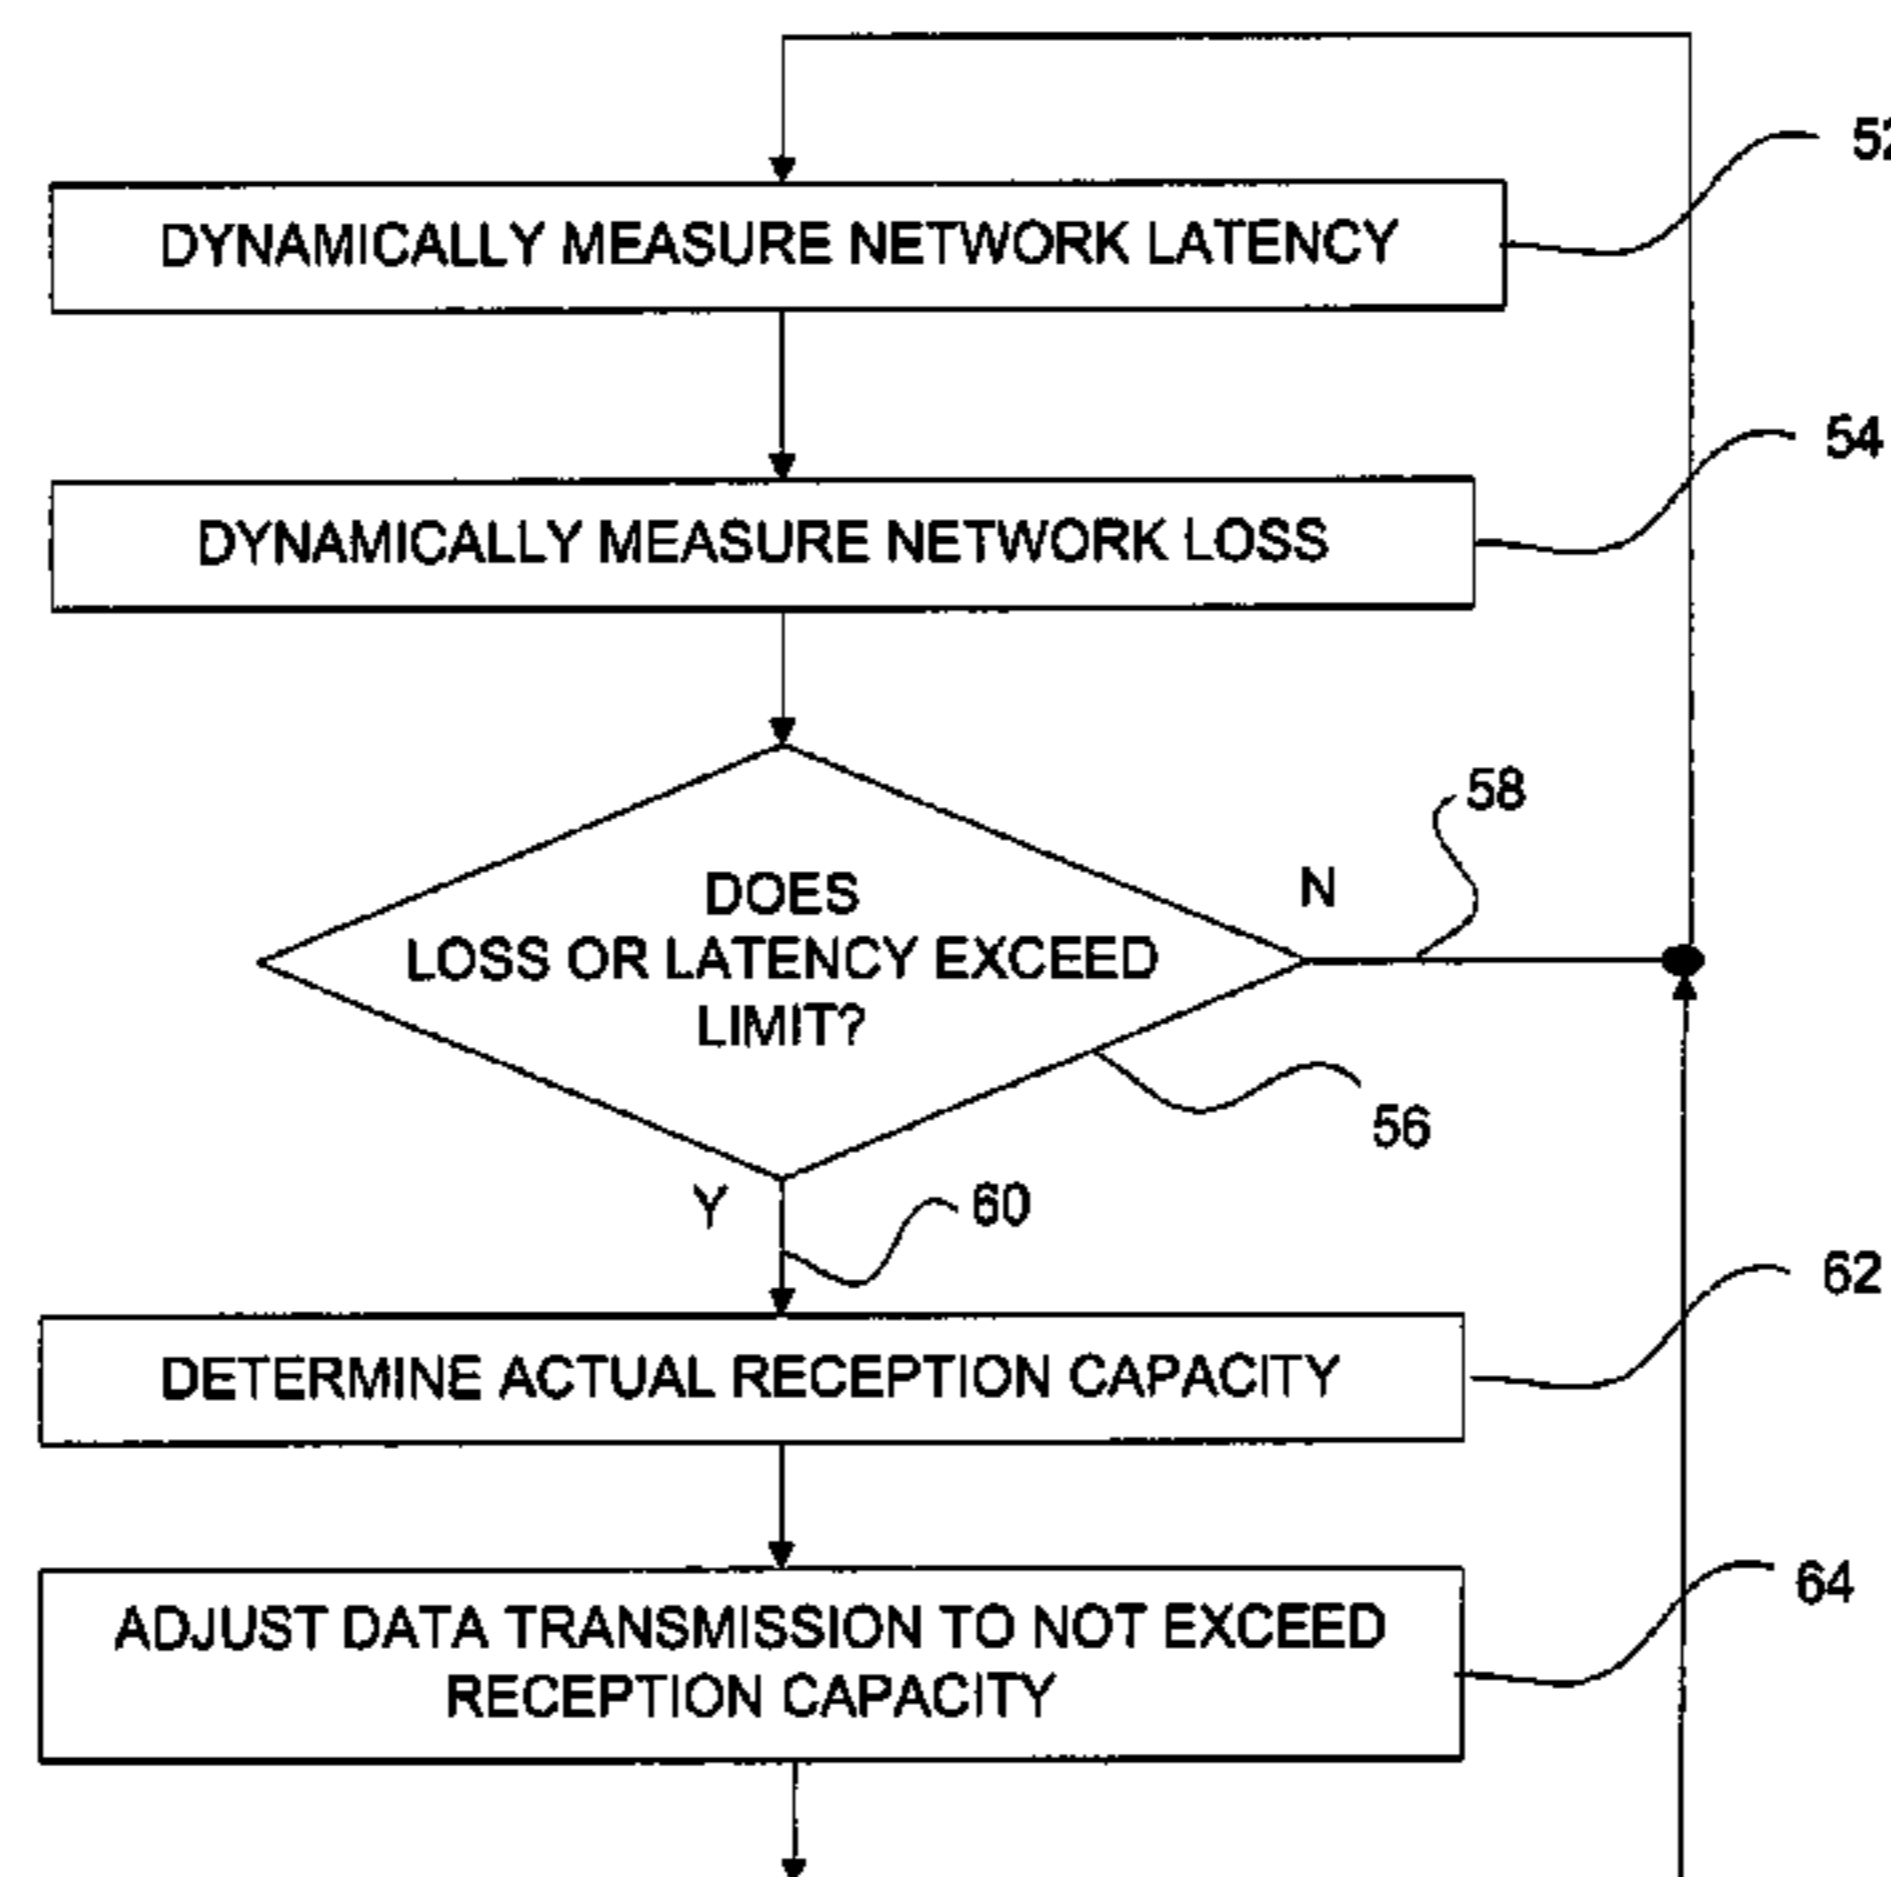 52
DYNAMICALLY MEASURE NETWORK LATENCY
54
DYNAMICALLY MEASURE NETWORK LOSS
58
N
DOES
LOSS OR LATENCY EXCEED
LIMIT?
56
Y
60
62
DETERMINE ACTUAL RECEPTION CAPACITY
64
ADJUST DATA TRANSMISSION TO NOT EXCEED
RECEPTION CAPACITY